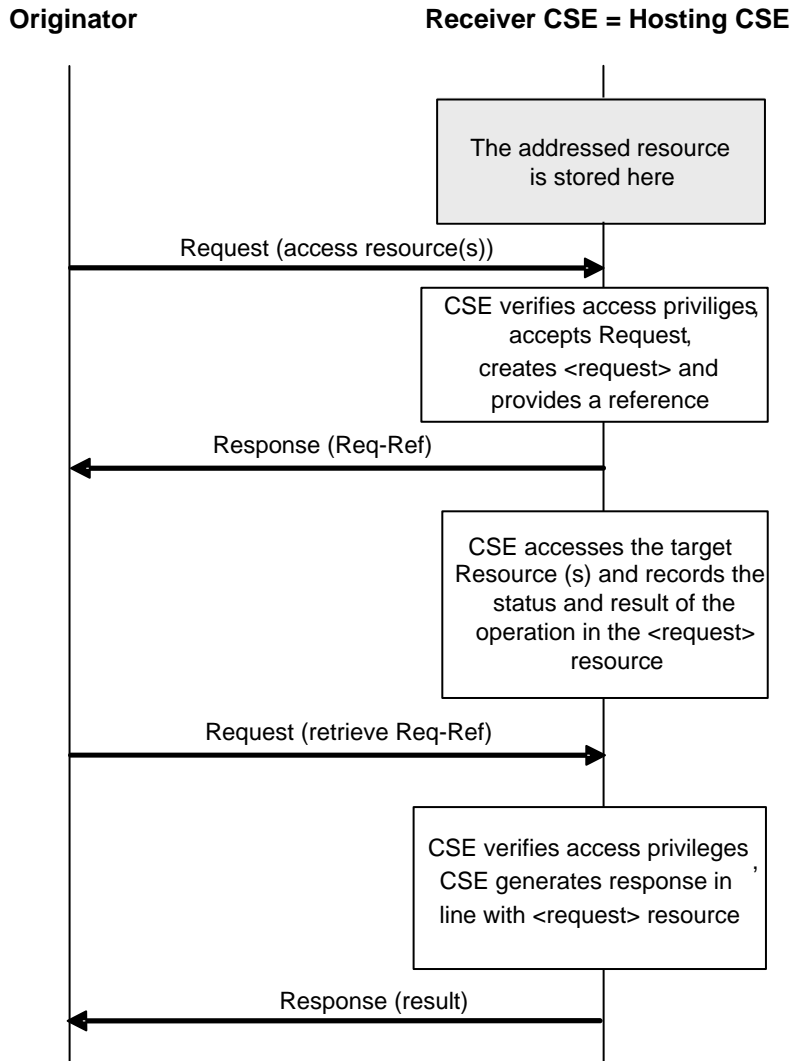 Originator
Receiver CSE = Hosting CSE
The addressed resource
is stored here
Request (access resource(s))
CSE verifies access priviliges,
accepts Request,
creates <request> and
provides a reference
Response (Req-Ref)
CSE accesses the target
Resource (s) and records the
status and result of the
operation in the <request>
resource
Request (retrieve Req-Ref)
CSE verifies access privileges ,
CSE generates response in
line with <request> resource
Response (result)